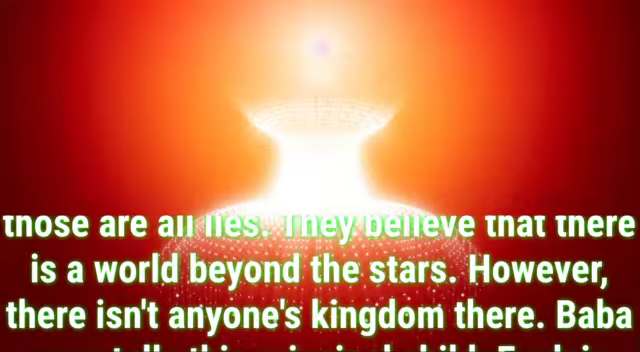 those are all lies. They believe that there
is a world beyond the stars. However,
there isn't anyone's kingdom there. Baba